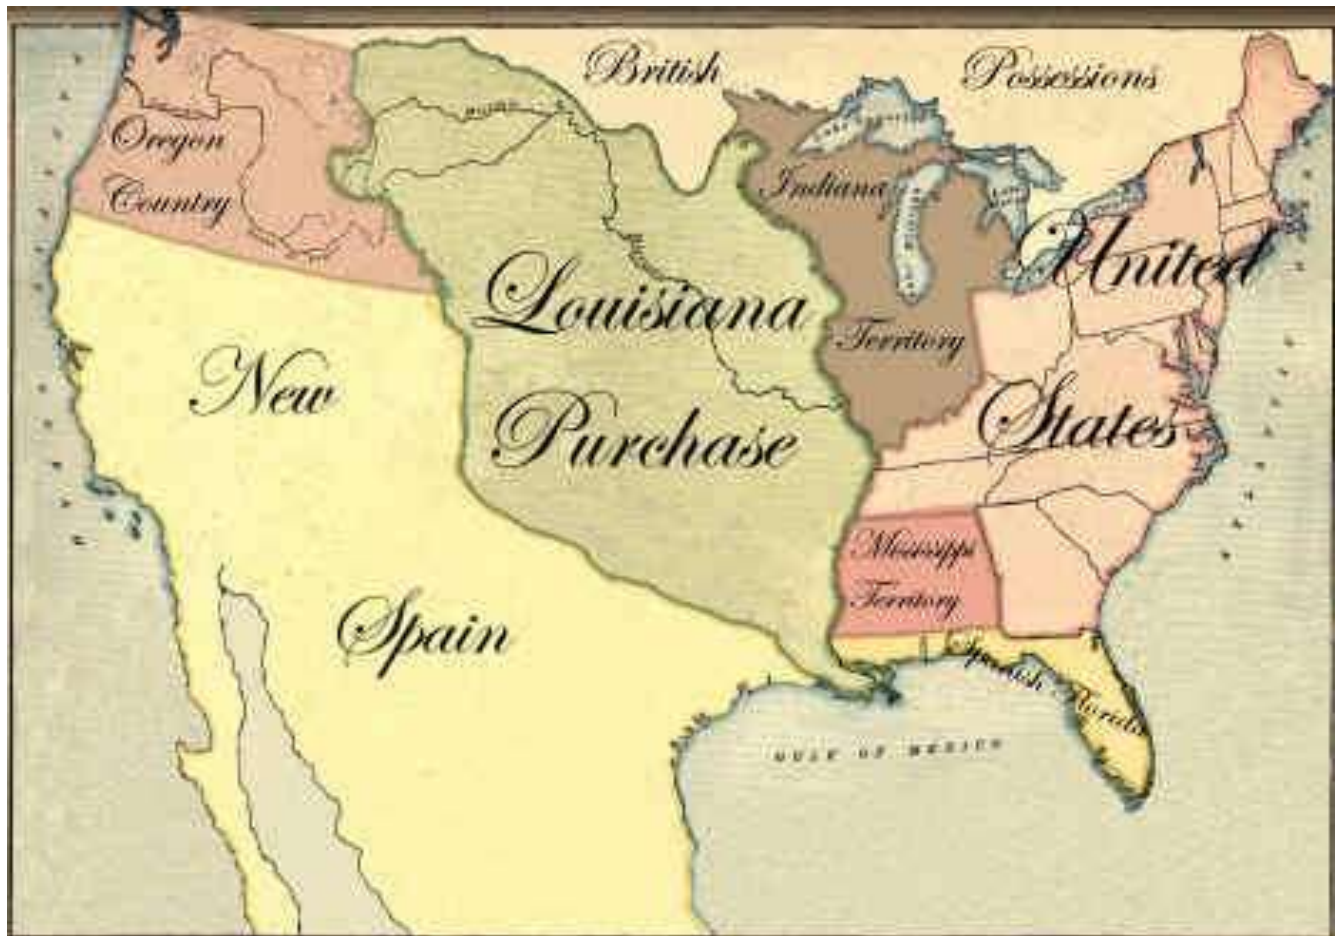 British
Possessions
Oregon
Country
Indiana
Territory
United
States
Louisiana
Purchase
New
Spain
Mississippi
Territory
Spanish Florida
GULF OF MEXICO